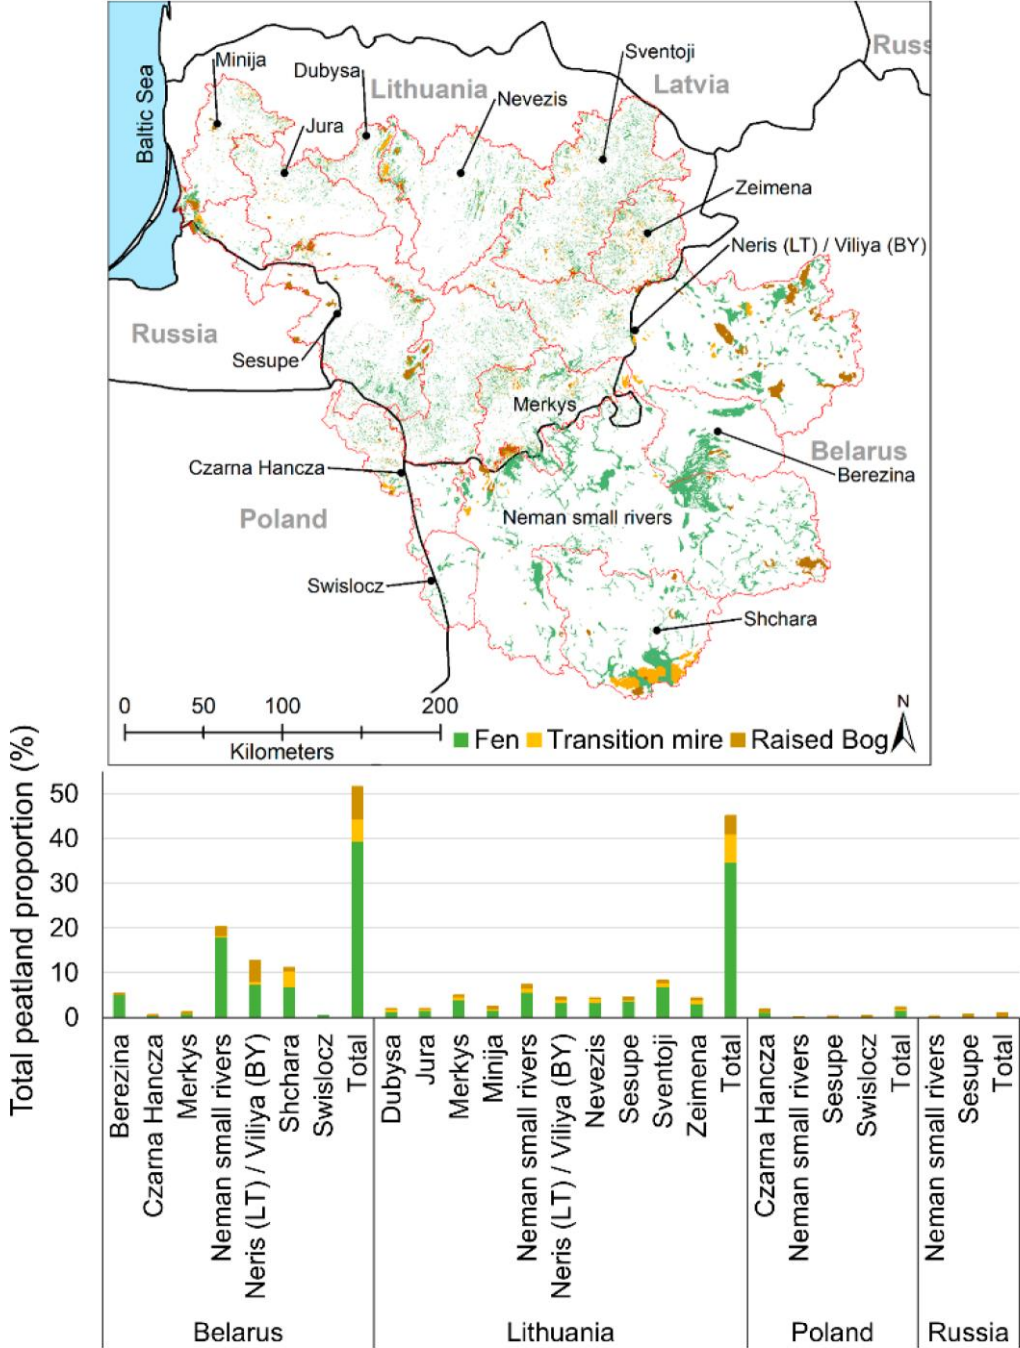 Russ
Minija
Sventoji
Dubysa
Lithuania
Latvia
Baltic Sea
Nevezis
Jura
Zeimena
Neris (LT) / Viliya (BY)
Russia
Sesupe
Merkys
Belarus
Czarna Hancza
Berezina
Poland
Neman small rivers
Swislocz
Shchara
0 50 100 200
Kilometers
Fen Transition mire Raised Bog
N
Total peatland proportion (%)
50
40
30
20
10
0
Berezina
Czarna Hancza
Merkys
Neman small rivers
Neris (LT) / Viliya (BY)
Shchara
Swislocz
Total
Dubysa
Jura
Merkys
Minija
Neman small rivers
Neris (LT) / Viliya (BY)
Nevezis
Sesupe
Sventoji
Zeimena
Total
Czarna Hancza
Neman small rivers
Sesupe
Swislocz
Total
Neman small rivers
Sesupe
Total
Belarus
Lithuania
Poland
Russia